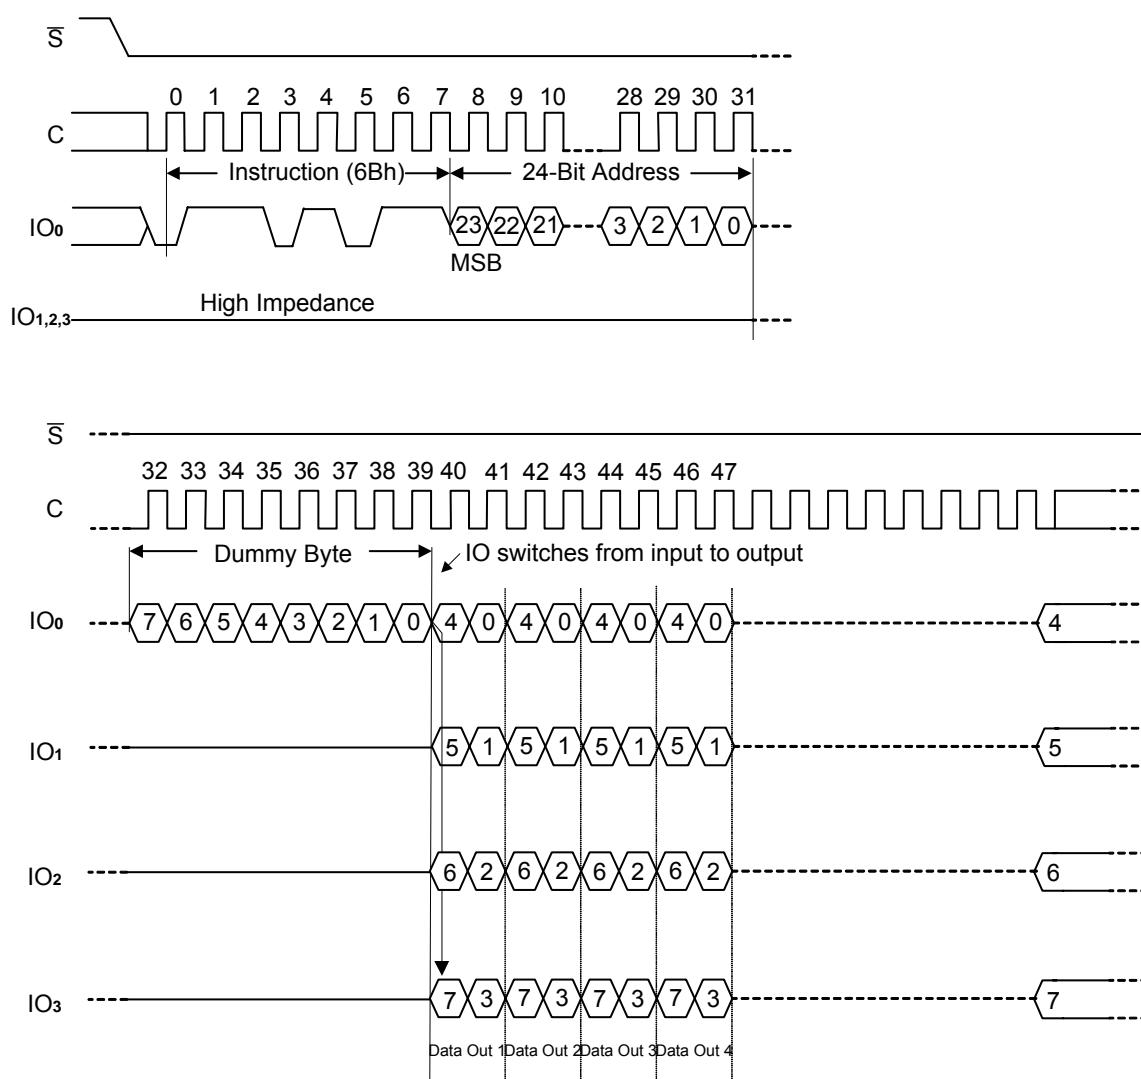 S
0 1 2 3 4 5 6 7 8 9 10 28 29 30 31
C
Instruction (6Bh) 24-Bit Address
IO0 23 22 21 3 2 1 0
MSB
High Impedance
IO1,2,3
S
32 33 34 35 36 37 38 39 40 41 42 43 44 45 46 47
C
Dummy Byte IO switches from input to output
IO0 7 6 5 4 3 2 1 0 4 0 4 0 4 0 4 0 4
IO1 5 1 5 1 5 1 5 1 5
IO2 6 2 6 2 6 2 6 2 6
IO3 7 3 7 3 7 3 7 3 7
Data Out 1 Data Out 2 Data Out 3 Data Out 4